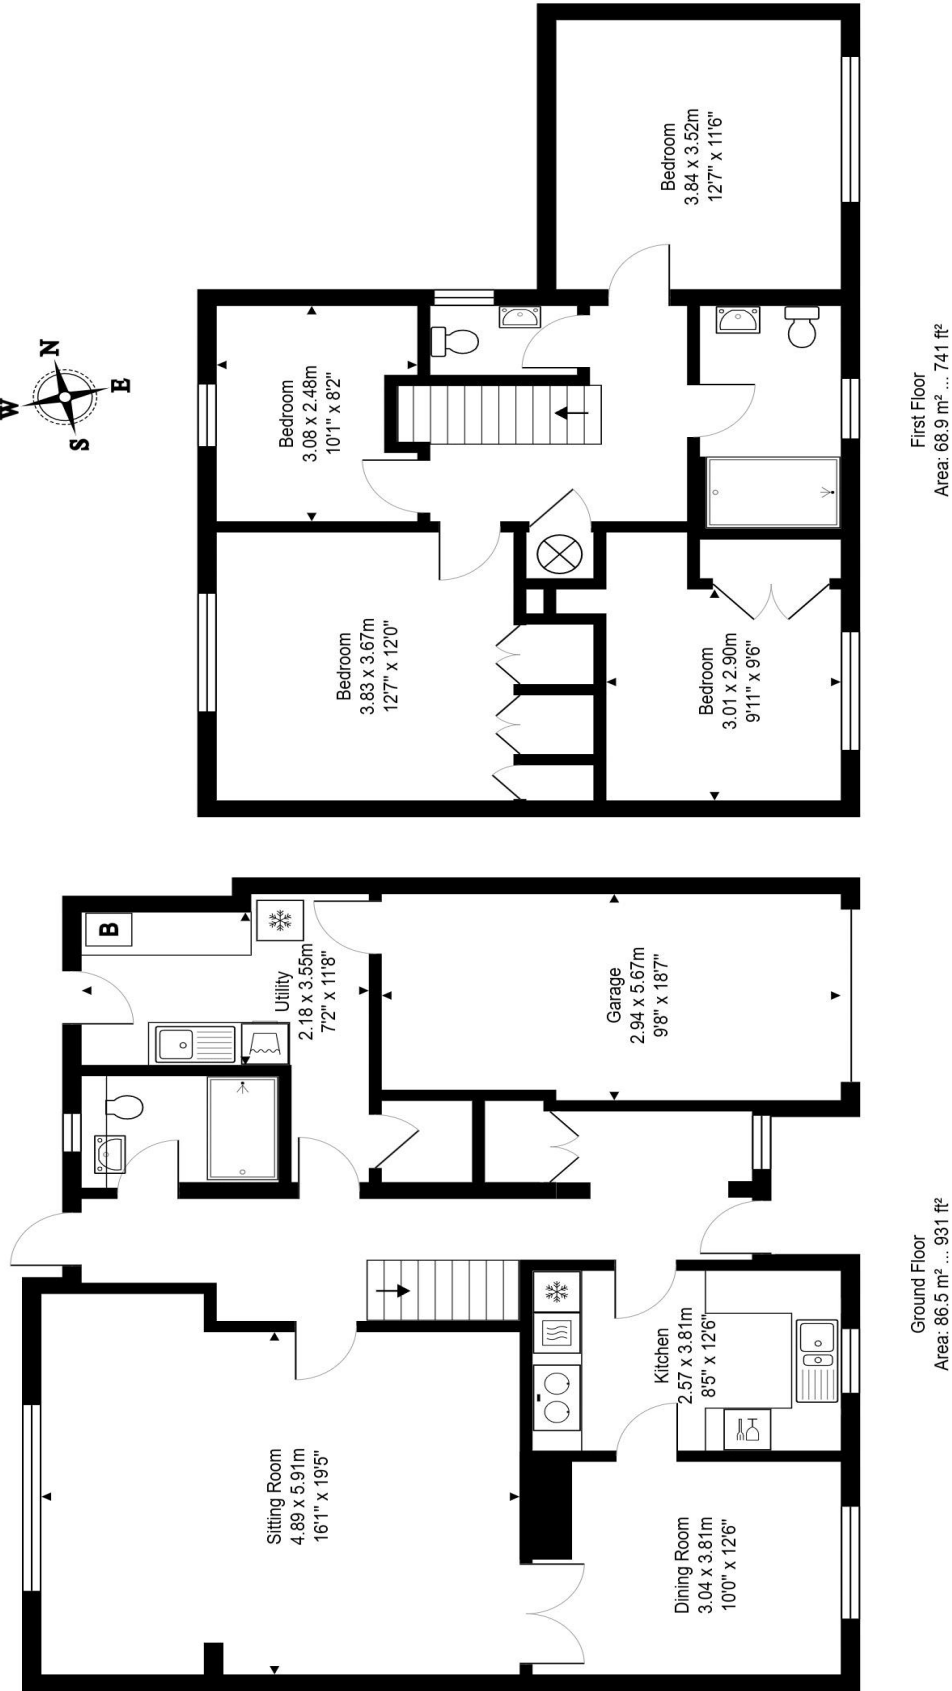 W
N
S
E
Bedroom
3.84 x 3.52m
12'7" x 11'6"
Bedroom
3.08 x 2.48m
10'1" x 8'2"
Bedroom
3.83 x 3.67m
12'7" x 12'0"
Bedroom
3.01 x 2.90m
9'11" x 9'6"
First Floor
Area: 68.9 m² ... 741 ft²
B
Utility
2.18 x 3.55m
7'2" x 11'8"
Garage
2.94 x 5.67m
9'8" x 18'7"
Kitchen
2.57 x 3.81m
8'5" x 12'6"
Sitting Room
4.89 x 5.91m
16'1" x 19'5"
Dining Room
3.04 x 3.81m
10'0" x 12'6"
Ground Floor
Area: 86.5 m² ... 931 ft²